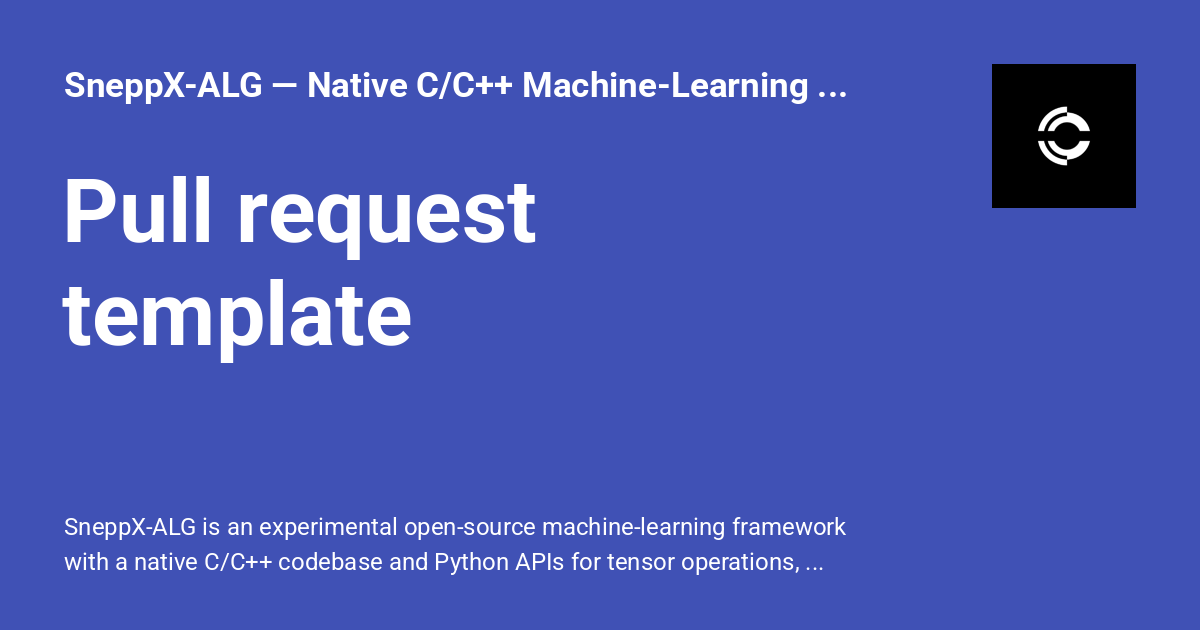 SneppX-ALG — Native C/C++ Machine-Learning ...
Pull request
template
SneppX-ALG is an experimental open-source machine-learning framework
with a native C/C++ codebase and Python APIs for tensor operations, ...